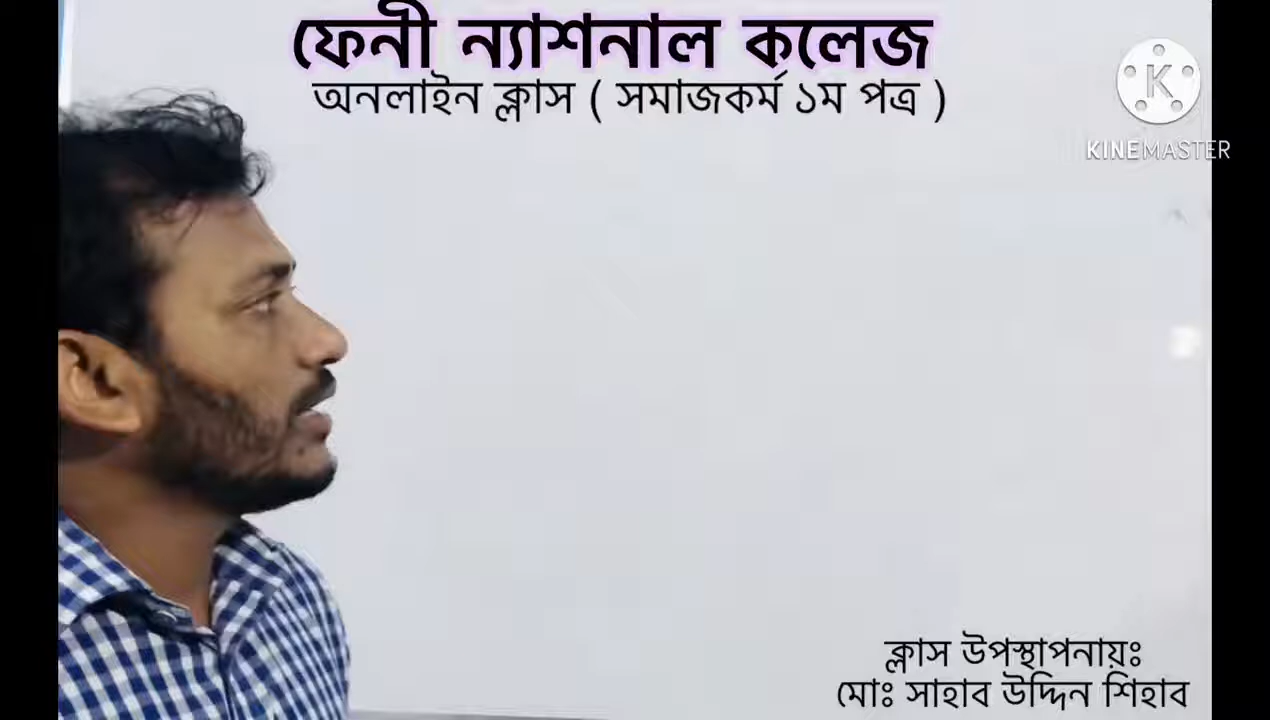 ফেনী ন্যাশনাল কলেজ
অনলাইন ক্লাস ( সমাজকর্ম ১ম পত্র )
K
KINEMASTER
ক্লাস উপস্থাপনায়ঃ
মোঃ সাহাব উদ্দিন শিহাব